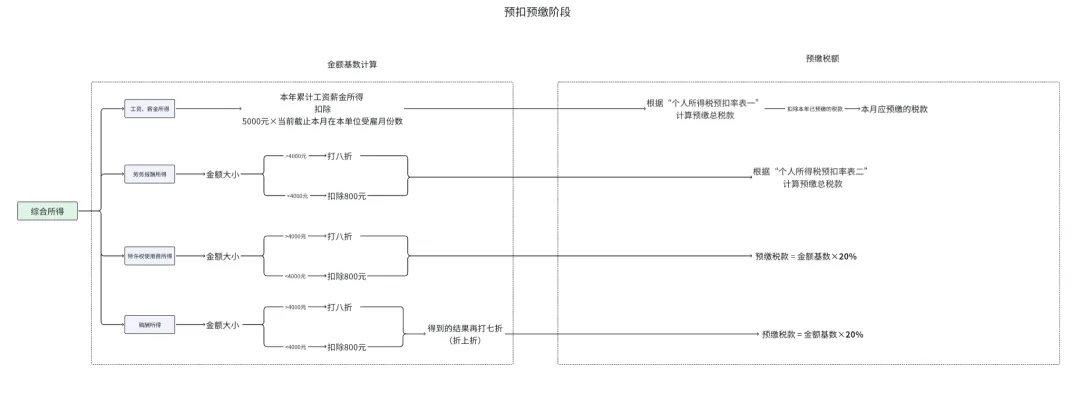 预扣预缴阶段
金额基数计算
预缴税额
综合所得
工资、薪金所得
本年累计工资薪金所得
扣除
5000元×当前截止本月在本单位受雇月份数
根据“个人所得税预扣率表一”
计算预缴总税款
扣除本年已预缴的税款
本月应预缴的税款
劳务报酬所得
金额大小
>4000元
打八折
<4000元
扣除800元
根据“个人所得税预扣率表二”
计算预缴总税款
特许权使用费所得
金额大小
>4000元
打八折
<4000元
扣除800元
预缴税款 = 金额基数×20%
稿酬所得
金额大小
>4000元
打八折
<4000元
扣除800元
得到的结果再打七折
（折上折）
预缴税款 = 金额基数×20%